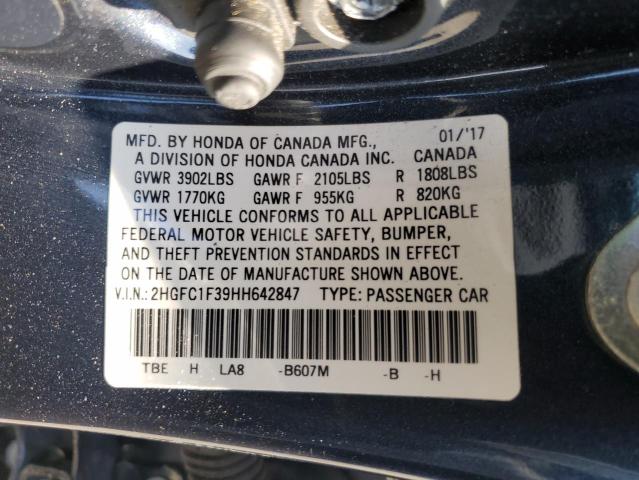 MFD. BY HONDA OF CANADA MFG., 01/'17
A DIVISION OF HONDA CANADA INC. CANADA
GVWR 3902LBS GAWR F 2105LBS R 1808LBS
GVWR 1770KG GAWR F 955KG R 820KG
THIS VEHICLE CONFORMS TO ALL APPLICABLE
FEDERAL MOTOR VEHICLE SAFETY, BUMPER,
AND THEFT PREVENTION STANDARDS IN EFFECT
ON THE DATE OF MANUFACTURE SHOWN ABOVE.
V.I.N.: 2HGFC1F39HH642847 TYPE: PASSENGER CAR
TBE H LA8 -B607M -B -H